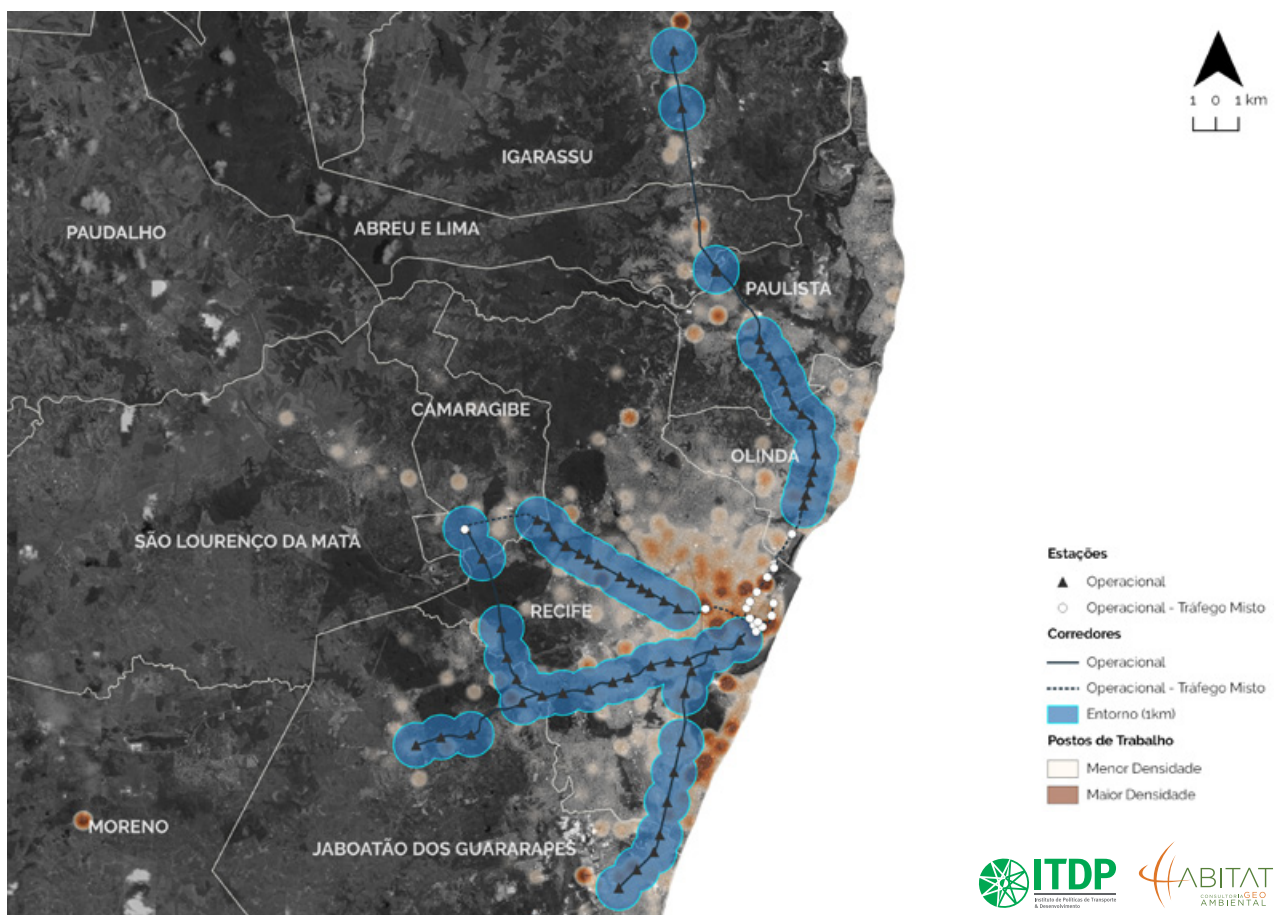 1 0 1 km
IGARASSU
PAUDALHO
ABREU E LIMA
PAULISTA
CAMARAGIBE
OLINDA
SÃO LOURENÇO DA MATA
RECIFE
MORENO
JABOATÃO DOS GUARARAPES
Estações
Operacional
Operacional - Tráfego Misto
Corredores
Operacional
Operacional - Tráfego Misto
Entorno (1km)
Postos de Trabalho
Menor Densidade
Maior Densidade
ITDP
Instituto de Políticas de Transporte
& Desenvolvimento
HABITAT
CONSULTORIA GEO
AMBIENTAL